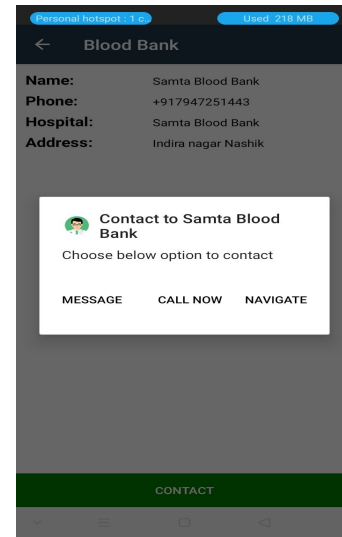 Personal hotspot : 1 c.. Used 218 MB
Blood Bank
Name: Samta Blood Bank
Phone: +917947251443
Hospital: Samta Blood Bank
Address: Indira nagar Nashik
Contact to Samta Blood
Bank
Choose below option to contact
MESSAGE CALL NOW NAVIGATE
CONTACT